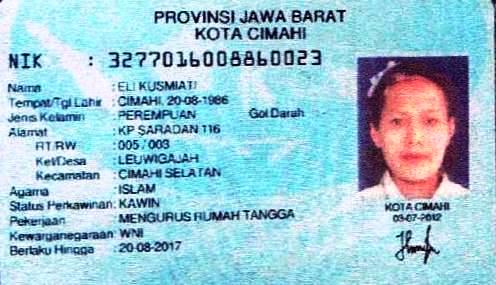 PROVINSI JAWA BARAT
KOTA CIMAHI
NIK : 3277016008860023
Nama : ELI KUSMIATI
Tempat/Tgl Lahir : CIMAHI, 20-08-1986
Jenis Kelamin : PEREMPUAN Gol Darah
Alamat : KP SARADAN 116
RT/RW : 005 / 003
Kel/Desa : LEUWIGAJAH
Kecamatan : CIMAHI SELATAN
Agama : ISLAM
Status Perkawinan: KAWIN
Pekerjaan : MENGURUS RUMAH TANGGA
Kewarganegaraan: WNI
Berlaku Hingga : 20-08-2017
KOTA CIMAHI
03-07-2012